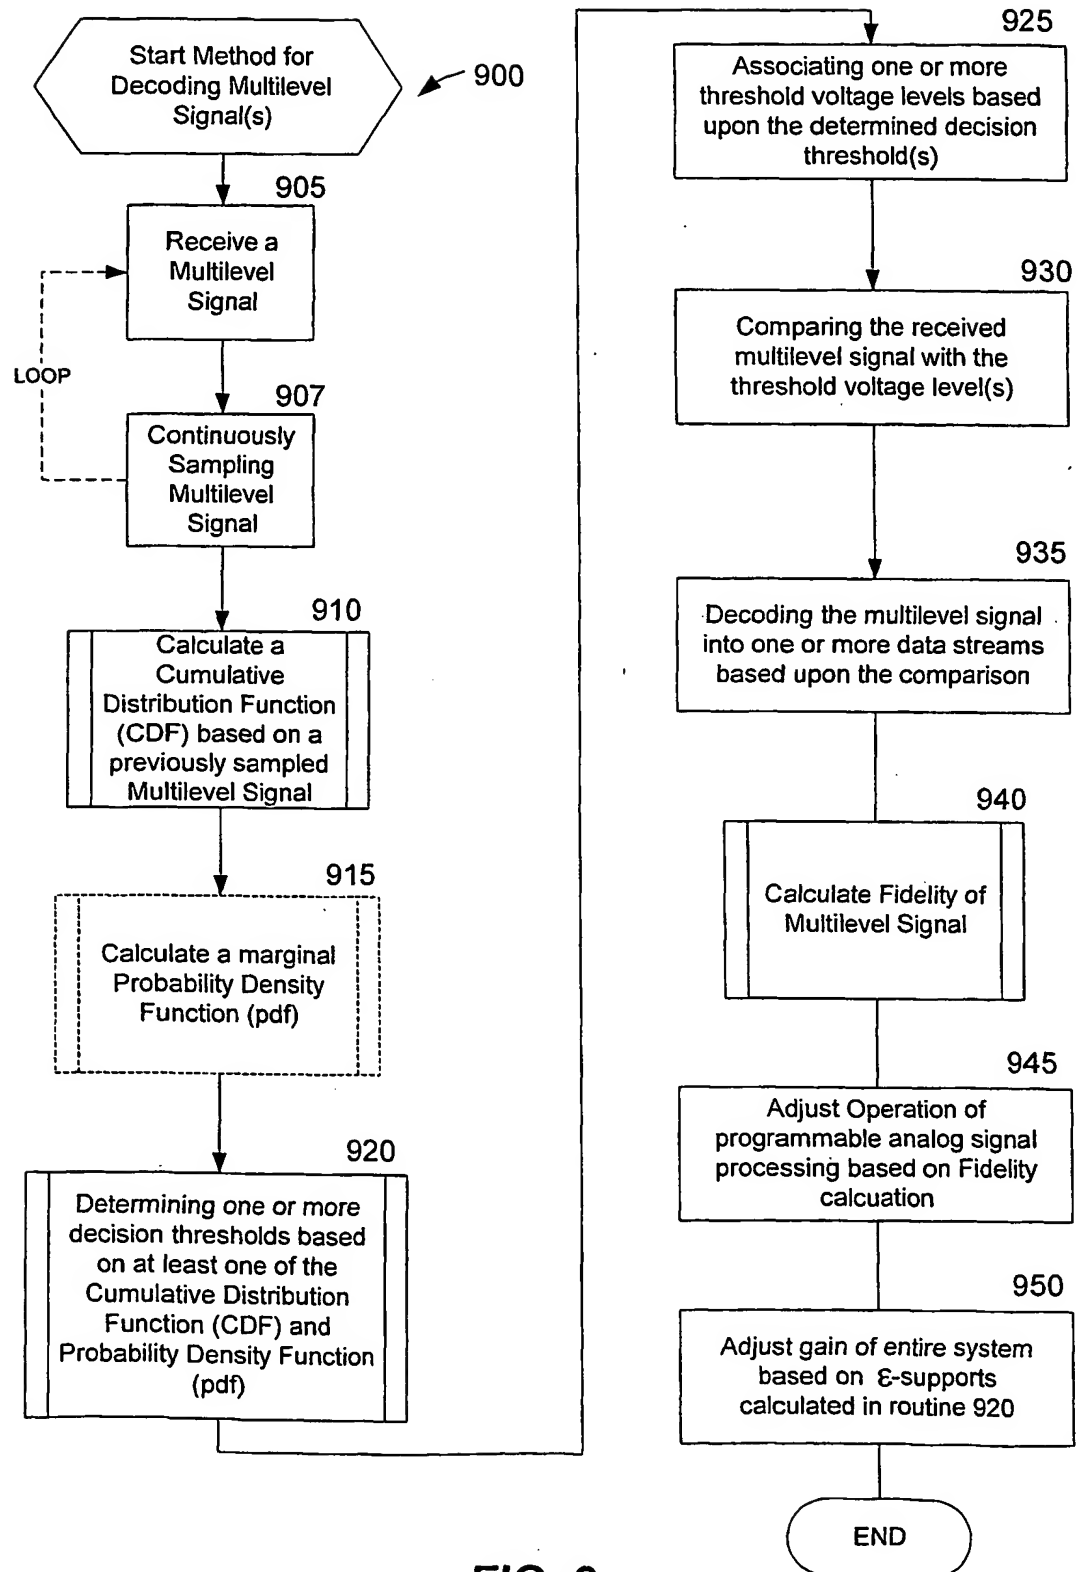 Start Method for
Decoding Multilevel
Signal(s)
900
905
Receive a
Multilevel
Signal
LOOP
907
Continuously
Sampling
Multilevel
Signal
910
Calculate a
Cumulative
Distribution Function
(CDF) based on a
previously sampled
Multilevel Signal
915
Calculate a marginal
Probability Density
Function (pdf)
920
Determining one or more
decision thresholds based
on at least one of the
Cumulative Distribution
Function (CDF) and
Probability Density Function
(pdf)
925
Associating one or more
threshold voltage levels based
upon the determined decision
threshold(s)
930
Comparing the received
multilevel signal with the
threshold voltage level(s)
935
Decoding the multilevel signal
into one or more data streams
based upon the comparison
940
Calculate Fidelity of
Multilevel Signal
945
Adjust Operation of
programmable analog signal
processing based on Fidelity
calcuation
950
Adjust gain of entire system
based on ε-supports
calculated in routine 920
END